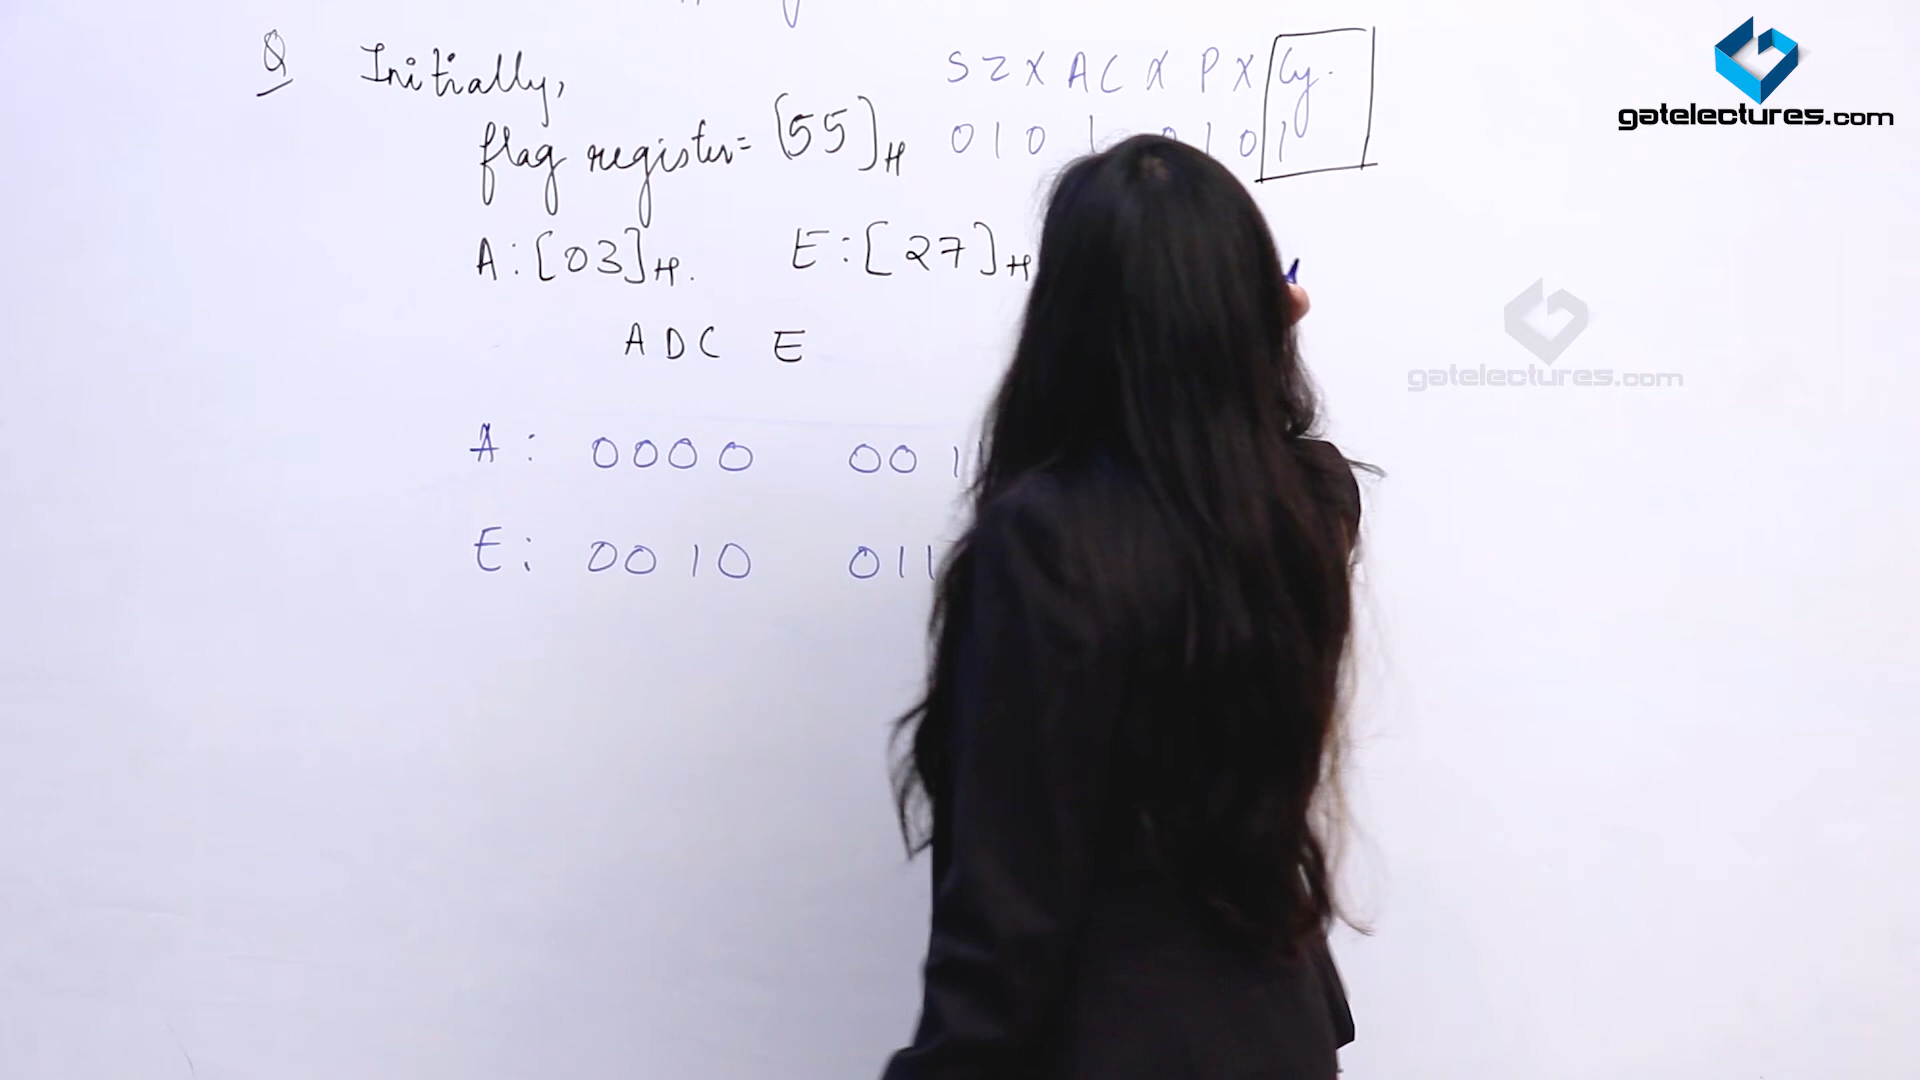 Q Initially,
S Z X AC X P X Cy.
flag register = [55]H 0 1 0 1 0 1 0 1
A : [03]H. E : [27]H
ADC E
A : 0000 001
E : 0010 011
gatelectures.com
gatelectures.com